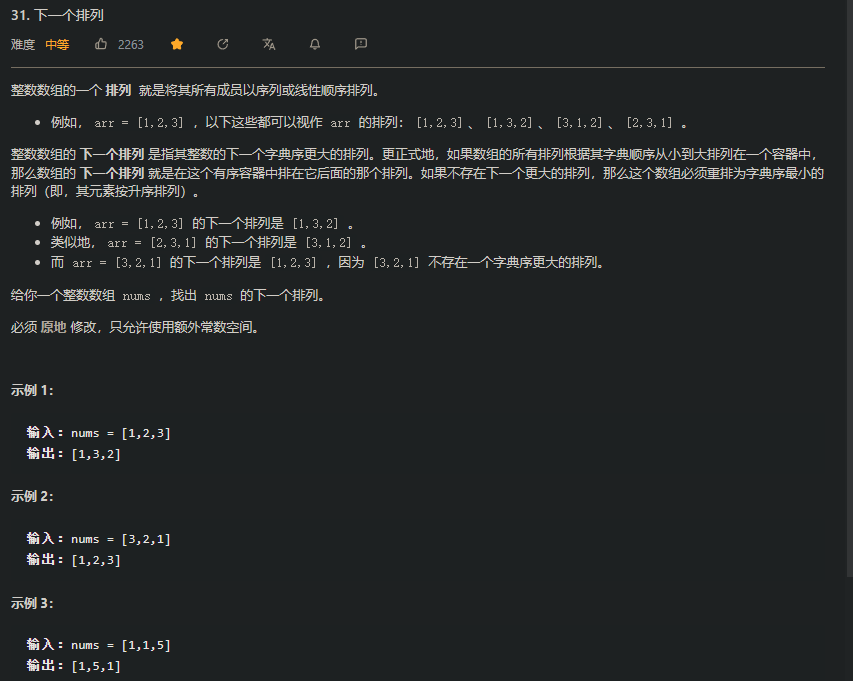 31. 下一个排列
难度 中等 2263
整数数组的一个 排列 就是将其所有成员以序列或线性顺序排列。
例如， arr = [1,2,3] ，以下这些都可以视作 arr 的排列： [1,2,3] 、 [1,3,2] 、 [3,1,2] 、 [2,3,1] 。
整数数组的 下一个排列 是指其整数的下一个字典序更大的排列。更正式地，如果数组的所有排列根据其字典顺序从小到大排列在一个容器中，
那么数组的 下一个排列 就是在这个有序容器中排在它后面的那个排列。如果不存在下一个更大的排列，那么这个数组必须重排为字典序最小的
排列（即，其元素按升序排列）。
例如， arr = [1,2,3] 的下一个排列是 [1,3,2] 。
类似地， arr = [2,3,1] 的下一个排列是 [3,1,2] 。
而 arr = [3,2,1] 的下一个排列是 [1,2,3] ，因为 [3,2,1] 不存在一个字典序更大的排列。
给你一个整数数组 nums ，找出 nums 的下一个排列。
必须 原地 修改，只允许使用额外常数空间。
示例 1：
输入：nums = [1,2,3]
输出：[1,3,2]
示例 2：
输入：nums = [3,2,1]
输出：[1,2,3]
示例 3：
输入：nums = [1,1,5]
输出：[1,5,1]